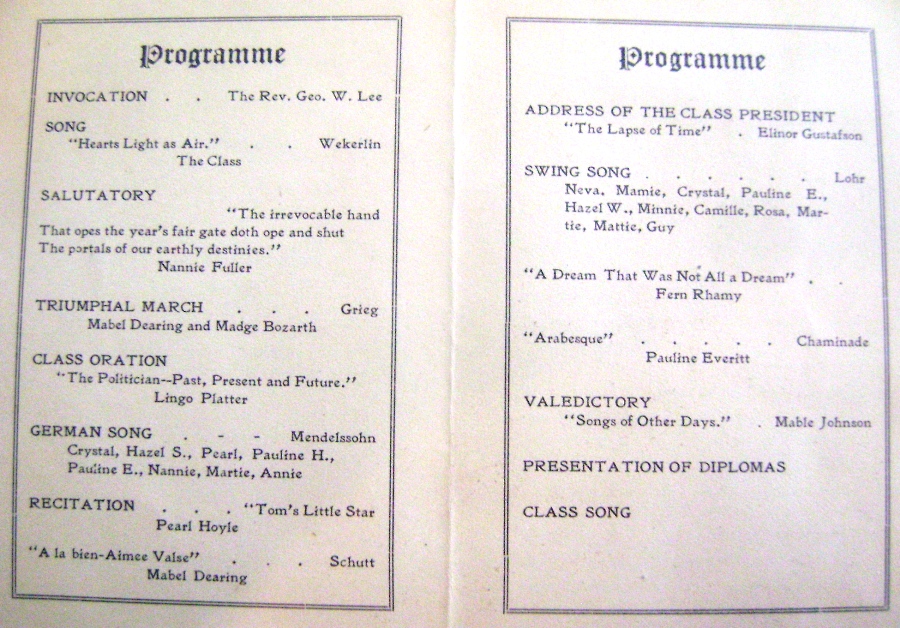 Programme
INVOCATION . . The Rev. Geo. W. Lee
SONG
"Hearts Light as Air." . . Wekerlin
The Class
SALUTATORY
"The irrevocable hand
That opes the year's fair gate doth ope and shut
The portals of our earthly destinies."
Nannie Fuller
TRIUMPHAL MARCH . . . Grieg
Mabel Dearing and Madge Bozarth
CLASS ORATION
"The Politician--Past, Present and Future."
Lingo Platter
GERMAN SONG . - - Mendelssohn
Crystal, Hazel S., Pearl, Pauline H.,
Pauline E., Nannie, Martie, Annie
RECITATION . . . "Tom's Little Star
Pearl Hoyle
"A la bien-Aimee Valse" . . . Schutt
Mabel Dearing
Programme
ADDRESS OF THE CLASS PRESIDENT
"The Lapse of Time" . Elinor Gustafson
SWING SONG . . . . . . Lohr
Neva, Mamie, Crystal, Pauline E.,
Hazel W., Minnie, Camille, Rosa, Mar-
tie, Mattie, Guy
"A Dream That Was Not All a Dream" . .
Fern Rhamy
"Arabesque" . . . . . Chaminade
Pauline Everitt
VALEDICTORY
"Songs of Other Days." . Mable Johnson
PRESENTATION OF DIPLOMAS
CLASS SONG